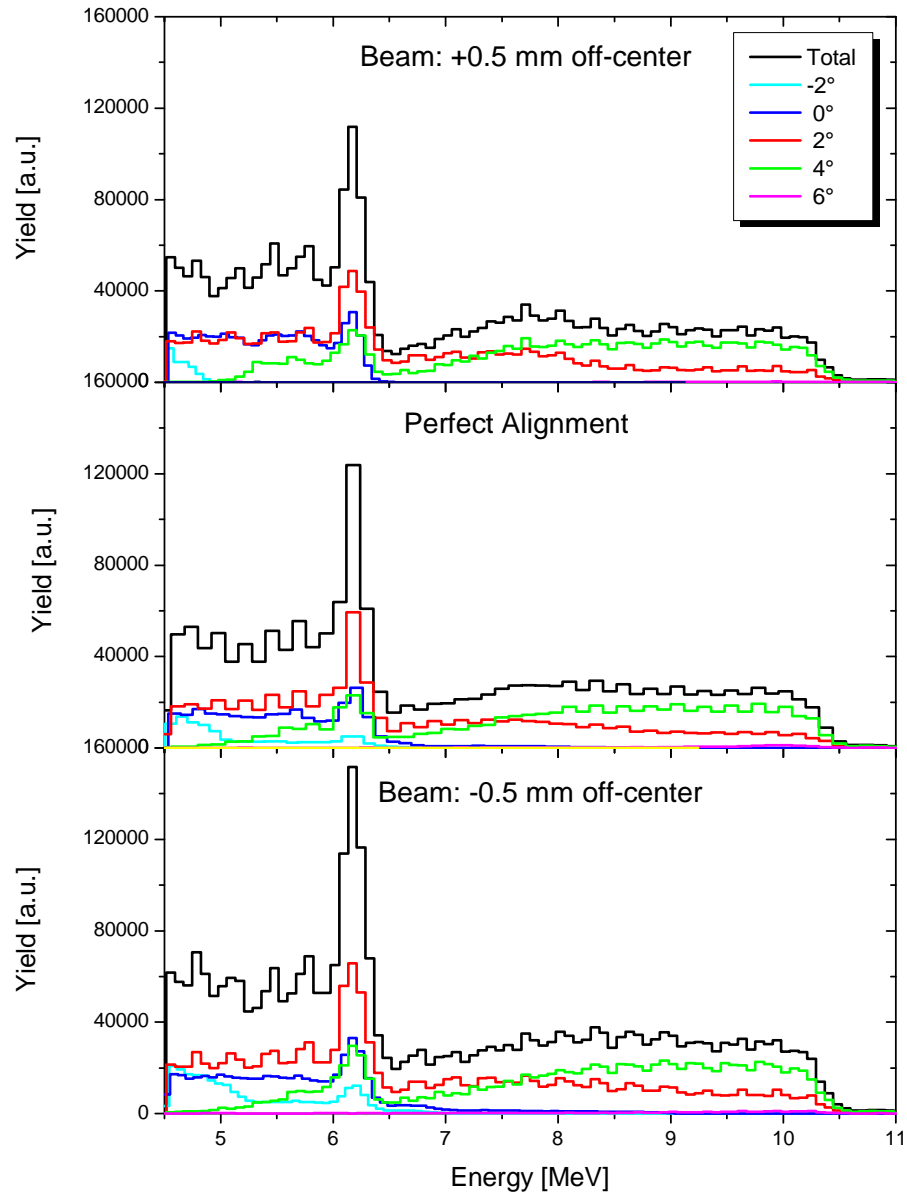 160000
120000
80000
40000
160000
Yield [a.u.]
Beam: +0.5 mm off-center
Total
-2°
0°
2°
4°
6°
120000
80000
40000
160000
Yield [a.u.]
Perfect Alignment
120000
80000
40000
0
Yield [a.u.]
Beam: -0.5 mm off-center
5 6 7 8 9 10 11
Energy [MeV]